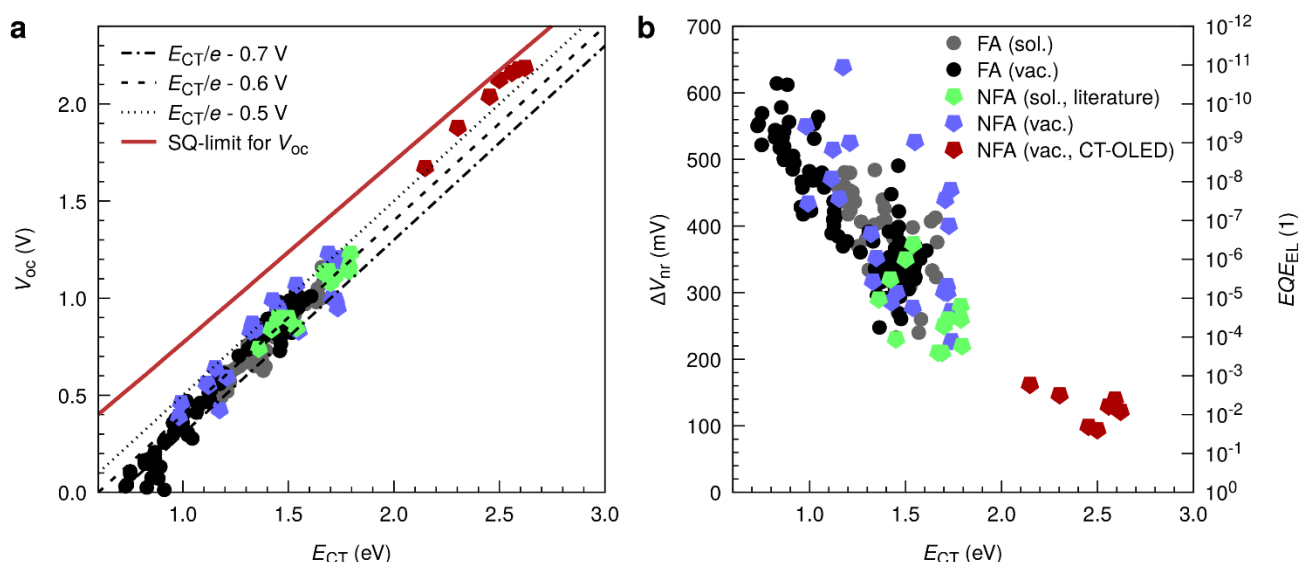 a
E_CT/e - 0.7 V
E_CT/e - 0.6 V
E_CT/e - 0.5 V
SQ-limit for V_oc
2.0
1.5
1.0
0.5
0.0
V_oc (V)
1.0 1.5 2.0 2.5 3.0
E_CT (eV)
b
FA (sol.)
FA (vac.)
NFA (sol., literature)
NFA (vac.)
NFA (vac., CT-OLED)
700
600
500
400
300
200
100
0
ΔV_nr (mV)
10^-12
10^-11
10^-10
10^-9
10^-8
10^-7
10^-6
10^-5
10^-4
10^-3
10^-2
10^-1
10^0
EQE_EL (1)
1.0 1.5 2.0 2.5 3.0
E_CT (eV)